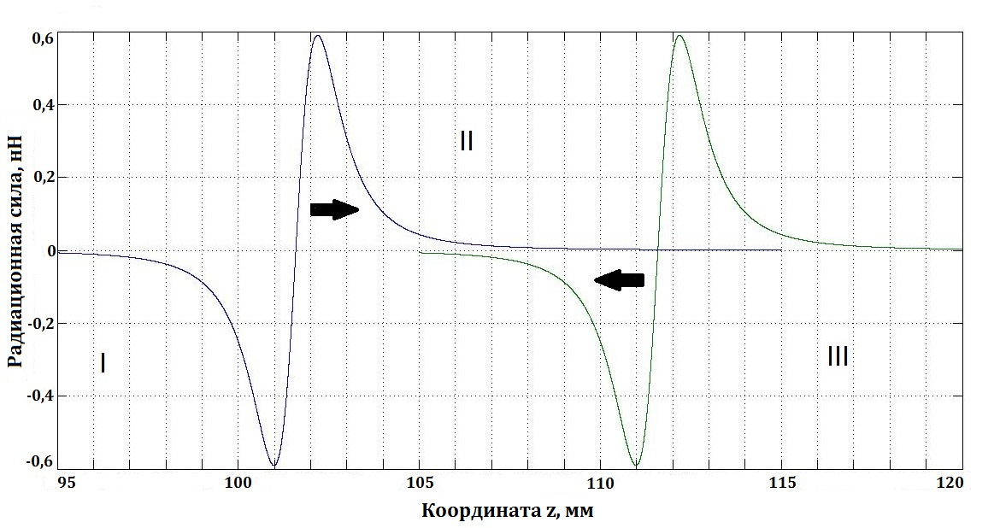 Радиационная сила, нН
0,6
0,4
0,2
0
-0,2
-0,4
-0,6
I
II
III
95 100 105 110 115 120
Координата z, мм